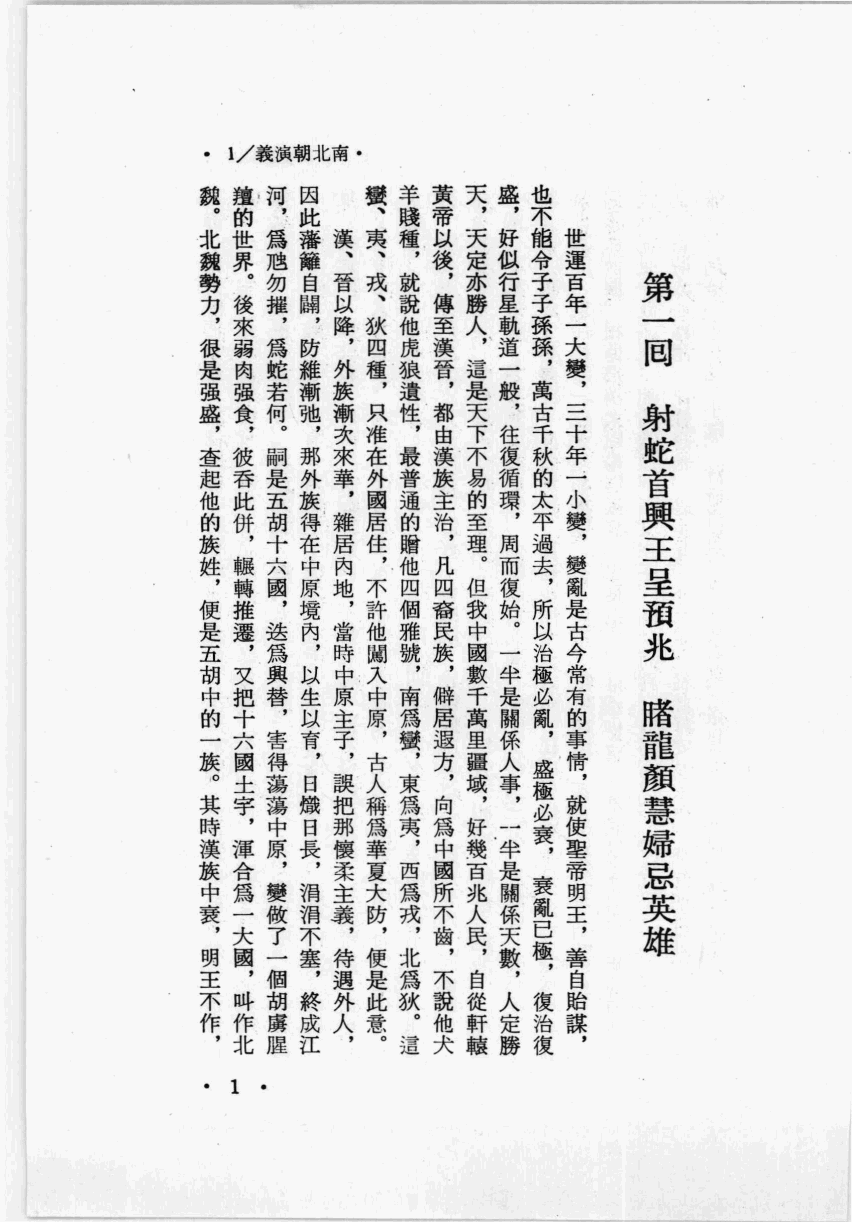 ·南北朝演義/1·
第一回　射蛇首興王呈預兆　睹龍顏慧婦忌英雄
世運百年一大變，三十年一小變，變亂是古今常有的事情，就使聖帝明王，善自貽謀，
也不能令子子孫孫，萬古千秋的太平過去，所以治極必亂，盛極必衰，衰亂已極，復治復
盛，好似行星軌道一般，往復循環，周而復始。一半是關係人事，一半是關係天數，人定勝
天，天定亦勝人，這是天下不易的至理。但我中國數千萬里疆域，好幾百兆人民，自從軒轅
黃帝以後，傳至漢晉，都由漢族主治，凡四裔民族，僻居遐方，向為中國所不齒，不說他犬
羊賤種，就說他虎狼遺性，最普通的贈他四個雅號，南為蠻，東為夷，西為戎，北為狄。這
蠻、夷、戎、狄四種，只准在外國居住，不許他闖入中原，古人稱為華夏大防，便是此意。
漢、晉以降，外族漸次來華，雜居內地，當時中原主子，誤把那懷柔主義，待遇外人，
因此藩籬自闢，防維漸弛，那外族得在中原境內，以生以育，日熾日長，涓涓不塞，終成江
河，為虺勿摧，為蛇若何。嗣是五胡十六國，迭為興替，害得蕩蕩中原，變做了一個胡虜腥
羶的世界。後來弱肉强食，彼吞此併，輾轉推遷，又把十六國土宇，渾合為一大國，叫作北
魏。北魏勢力，很是强盛，查起他的族姓，便是五胡中的一族。其時漢族中衰，明王不作，
·1·